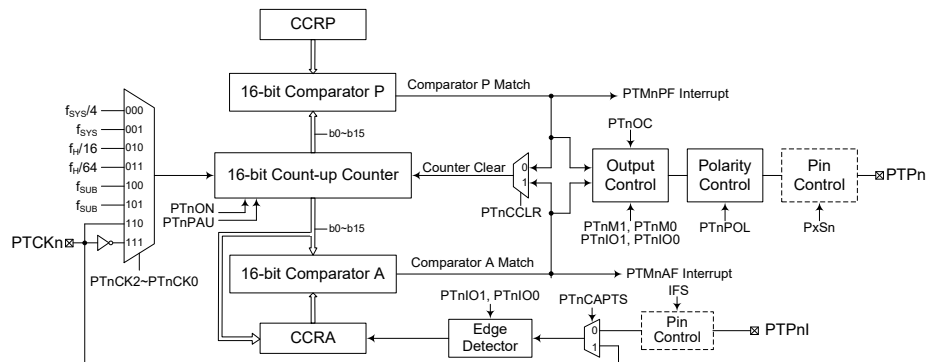 CCRP
16-bit Comparator P
Comparator P Match
PTMnPF Interrupt
b0~b15
fSYS/4
000
fSYS
001
fH/16
010
fH/64
011
fSUB
100
fSUB
101
110
111
PTCKn
PTnCK2~PTnCK0
16-bit Count-up Counter
PTnON
PTnPAU
Counter Clear
0
1
PTnCCLR
PTnOC
Output
Control
PTnM1, PTnM0
PTnIO1, PTnIO0
Polarity
Control
PTnPOL
Pin
Control
PxSn
PTPn
b0~b15
16-bit Comparator A
Comparator A Match
PTMnAF Interrupt
CCRA
PTnIO1, PTnIO0
Edge
Detector
PTnCAPTS
0
1
IFS
Pin
Control
PTPnI